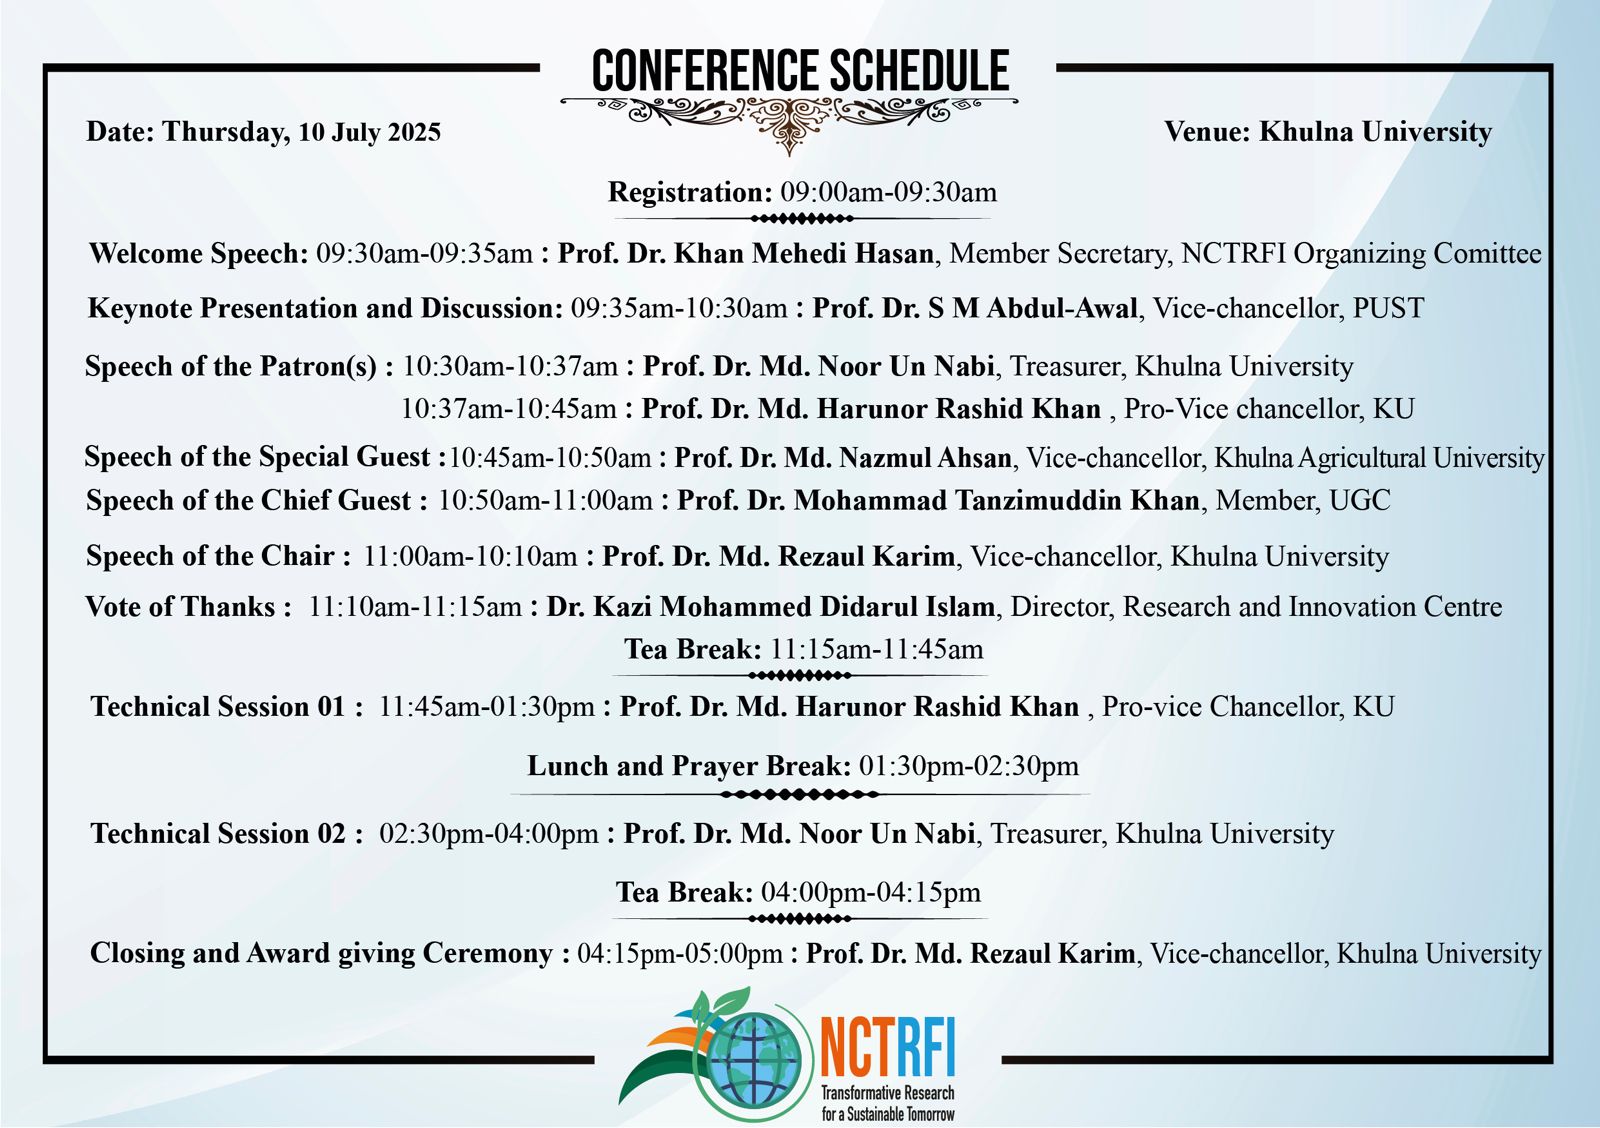 CONFERENCE SCHEDULE
Date: Thursday, 10 July 2025
Venue: Khulna University
Registration: 09:00am-09:30am
Welcome Speech: 09:30am-09:35am : Prof. Dr. Khan Mehedi Hasan, Member Secretary, NCTRFI Organizing Comittee
Keynote Presentation and Discussion: 09:35am-10:30am : Prof. Dr. S M Abdul-Awal, Vice-chancellor, PUST
Speech of the Patron(s) : 10:30am-10:37am : Prof. Dr. Md. Noor Un Nabi, Treasurer, Khulna University
10:37am-10:45am : Prof. Dr. Md. Harunor Rashid Khan , Pro-Vice chancellor, KU
Speech of the Special Guest :10:45am-10:50am : Prof. Dr. Md. Nazmul Ahsan, Vice-chancellor, Khulna Agricultural University
Speech of the Chief Guest : 10:50am-11:00am : Prof. Dr. Mohammad Tanzimuddin Khan, Member, UGC
Speech of the Chair : 11:00am-10:10am : Prof. Dr. Md. Rezaul Karim, Vice-chancellor, Khulna University
Vote of Thanks : 11:10am-11:15am : Dr. Kazi Mohammed Didarul Islam, Director, Research and Innovation Centre
Tea Break: 11:15am-11:45am
Technical Session 01 : 11:45am-01:30pm : Prof. Dr. Md. Harunor Rashid Khan , Pro-vice Chancellor, KU
Lunch and Prayer Break: 01:30pm-02:30pm
Technical Session 02 : 02:30pm-04:00pm : Prof. Dr. Md. Noor Un Nabi, Treasurer, Khulna University
Tea Break: 04:00pm-04:15pm
Closing and Award giving Ceremony : 04:15pm-05:00pm : Prof. Dr. Md. Rezaul Karim, Vice-chancellor, Khulna University
NCTRFI
Transformative Research
for a Sustainable Tomorrow